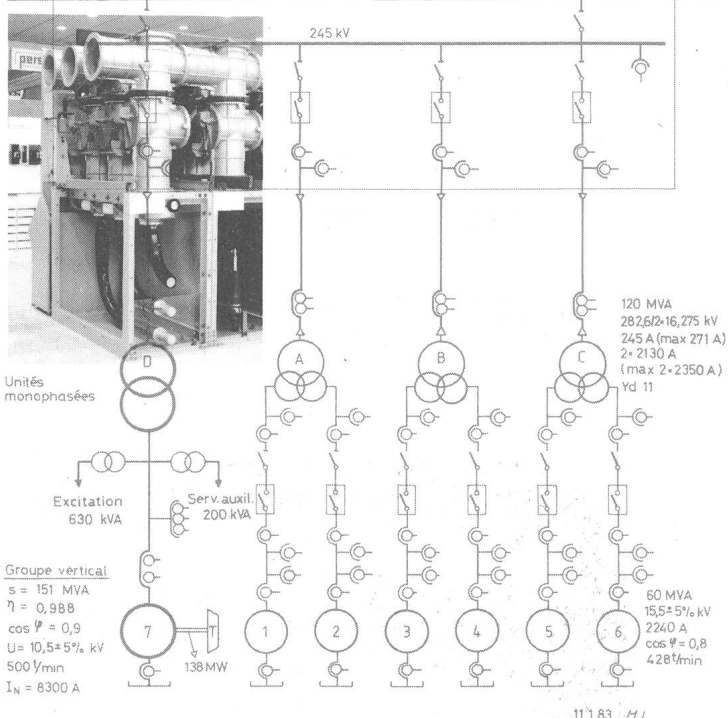 pers
245 kV
D
A
B
C
120 MVA
282,6/2×16,275 kV
245 A (max 271 A)
2×2130 A
(max 2×2350 A)
Yd 11
Unités
monophasées
Excitation
630 kVA
Serv. auxil.
200 kVA
Groupe vertical
s = 151 MVA
η = 0,988
cos φ = 0,9
U = 10,5±5% kV
500 t/min
I_N = 8300 A
7
T
138 MW
1
2
3
4
5
6
60 MVA
15,5±5% kV
2240 A
cos φ = 0,8
428 t/min
11.1.83